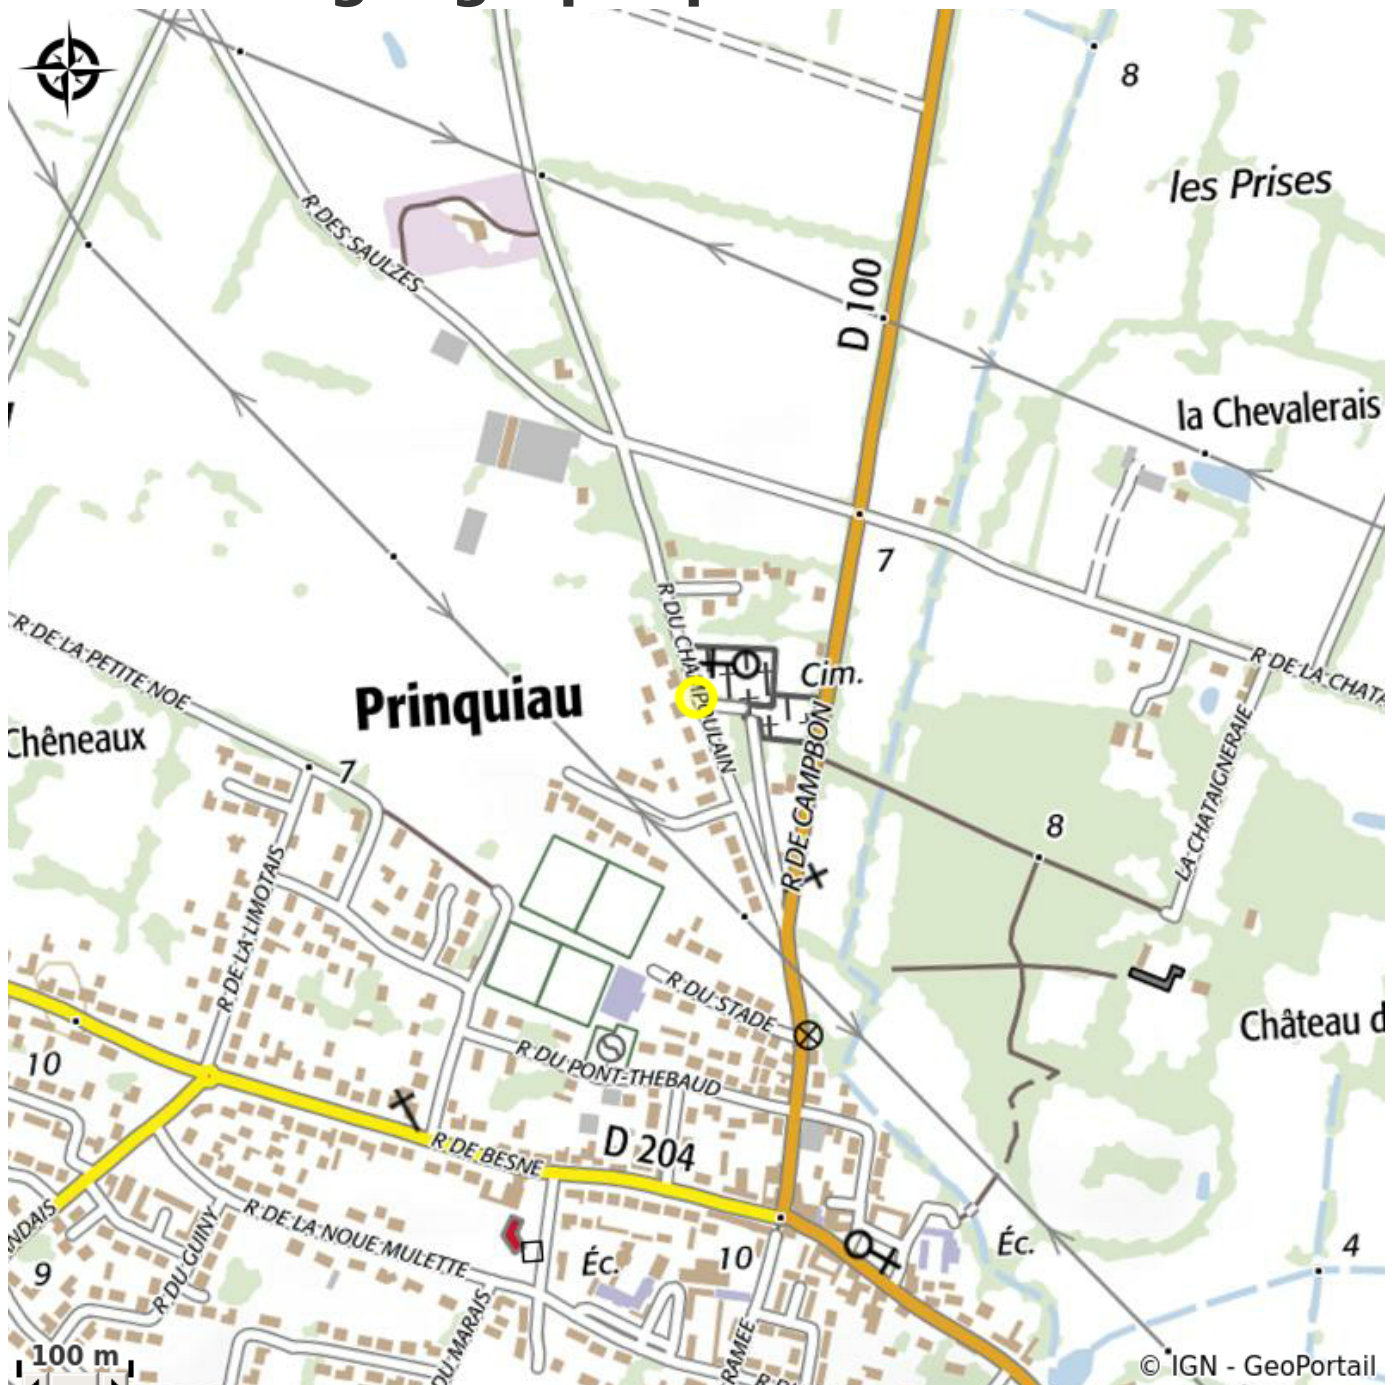 8
les Prises
R DES SAULZES
D 100
la Chevalerais
7
R DU CHAMPOULAIN
Cim.
R DE LA CHATA
R DE LA PETITE NOE
Prinquiau
Chêneaux
7
R DE CAMPBON
LA CHATAIGNERAIE
8
R DE LA LIMOTAIS
R DU STADE
Château d
10
R DU PONT-THEBAUD
D 204
R DE BESNE
R DE LA NOUE MULETTE
NDAIS
R DU GUINY
Éc.
10
Éc.
4
9
DU MARAIS
RAMEE
100 m
© IGN - GeoPortail